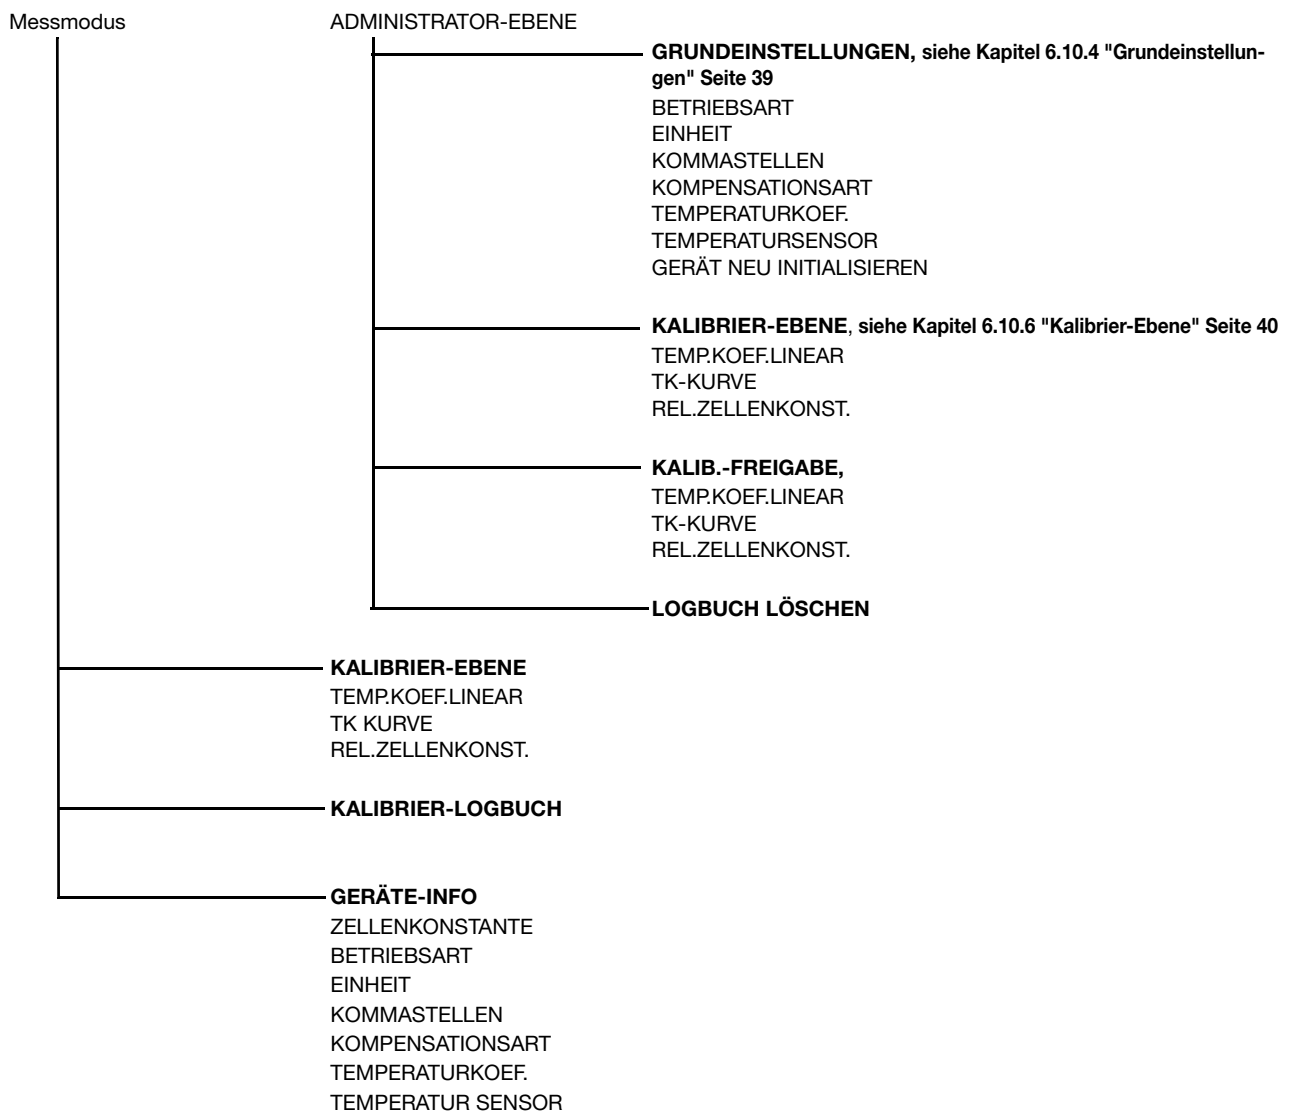 Messmodus
ADMINISTRATOR-EBENE
GRUNDEINSTELLUNGEN, siehe Kapitel 6.10.4 "Grundeinstellun-
gen" Seite 39
BETRIEBSART
EINHEIT
KOMMASTELLEN
KOMPENSATIONSART
TEMPERATURKOEF.
TEMPERATURSENSOR
GERÄT NEU INITIALISIEREN
KALIBRIER-EBENE, siehe Kapitel 6.10.6 "Kalibrier-Ebene" Seite 40
TEMP.KOEF.LINEAR
TK-KURVE
REL.ZELLENKONST.
KALIB.-FREIGABE,
TEMP.KOEF.LINEAR
TK-KURVE
REL.ZELLENKONST.
LOGBUCH LÖSCHEN
KALIBRIER-EBENE
TEMP.KOEF.LINEAR
TK KURVE
REL.ZELLENKONST.
KALIBRIER-LOGBUCH
GERÄTE-INFO
ZELLENKONSTANTE
BETRIEBSART
EINHEIT
KOMMASTELLEN
KOMPENSATIONSART
TEMPERATURKOEF.
TEMPERATUR SENSOR